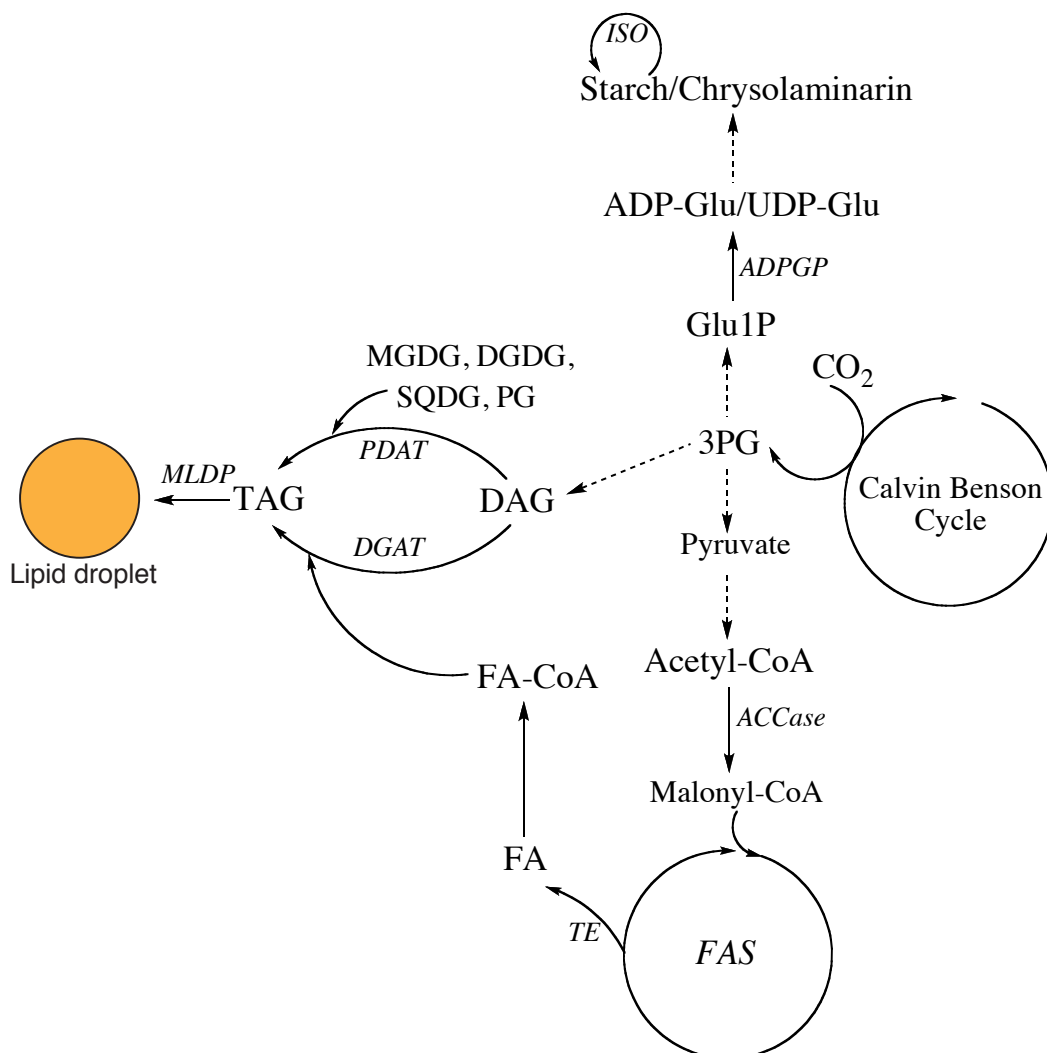 ISO
Starch/Chrysolaminarin
ADP-Glu/UDP-Glu
ADPGP
Glu1P
MGDG, DGDG,
SQDG, PG
CO2
3PG
PDAT
MLDP
TAG
DAG
Calvin Benson
Cycle
DGAT
Pyruvate
Lipid droplet
Acetyl-CoA
FA-CoA
ACCase
Malonyl-CoA
FA
TE
FAS